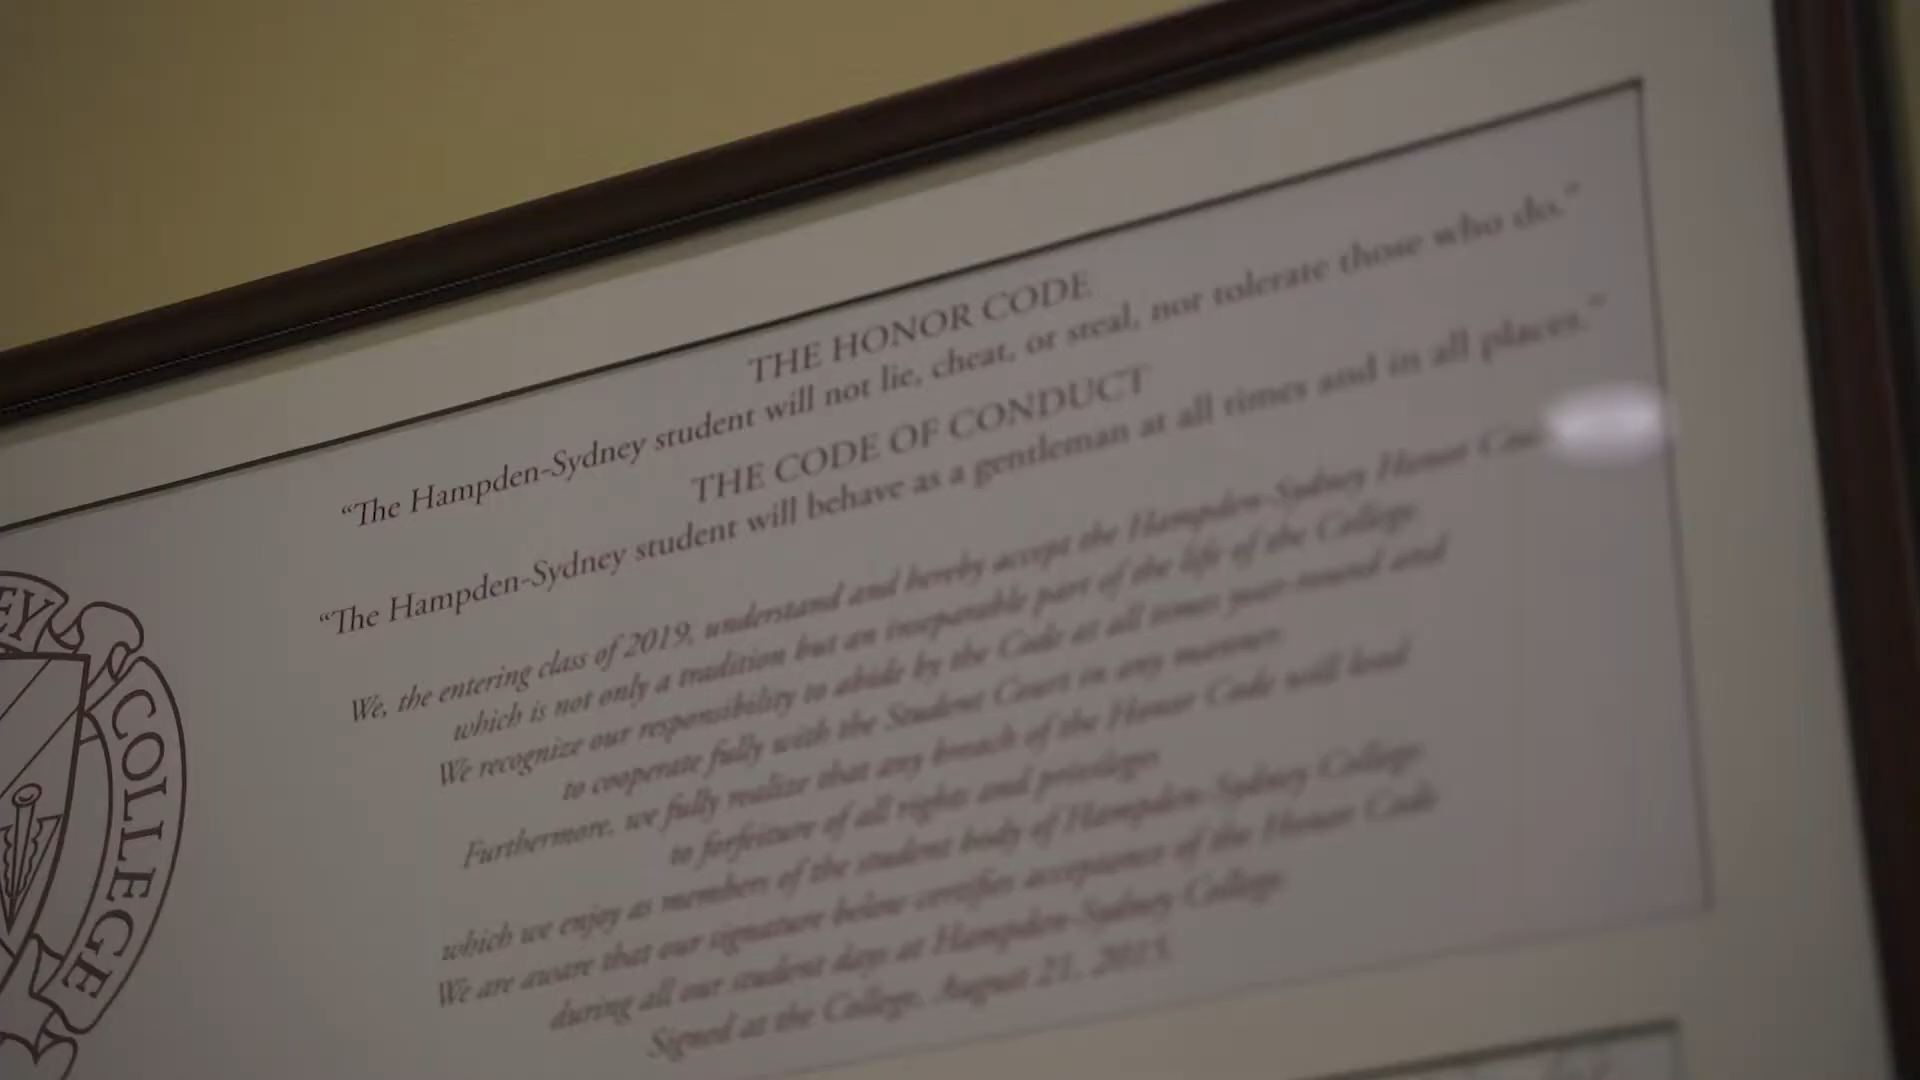 THE HONOR CODE
“The Hampden-Sydney student will not lie, cheat, or steal, nor tolerate those who do.”
THE CODE OF CONDUCT
“The Hampden-Sydney student will behave as a gentleman at all times and in all places.”
We, the entering class of 2019, understand and hereby accept the Hampden-Sydney Honor
which is not only a tradition but an inseparable part of the life of the College.
We recognize our responsibility to abide by the Code at all times year-round and
to cooperate fully with the Student Court in any manner.
Furthermore, we fully realize that any breach of the Honor Code will lead
to forfeiture of all rights and privileges
which we enjoy as members of the student body of Hampden-Sydney College.
We are aware that our signature below certifies acceptance of the Honor Code
during all our student days at Hampden-Sydney College.
Signed at the College, August 21, 2015.
EY
COLLEGE